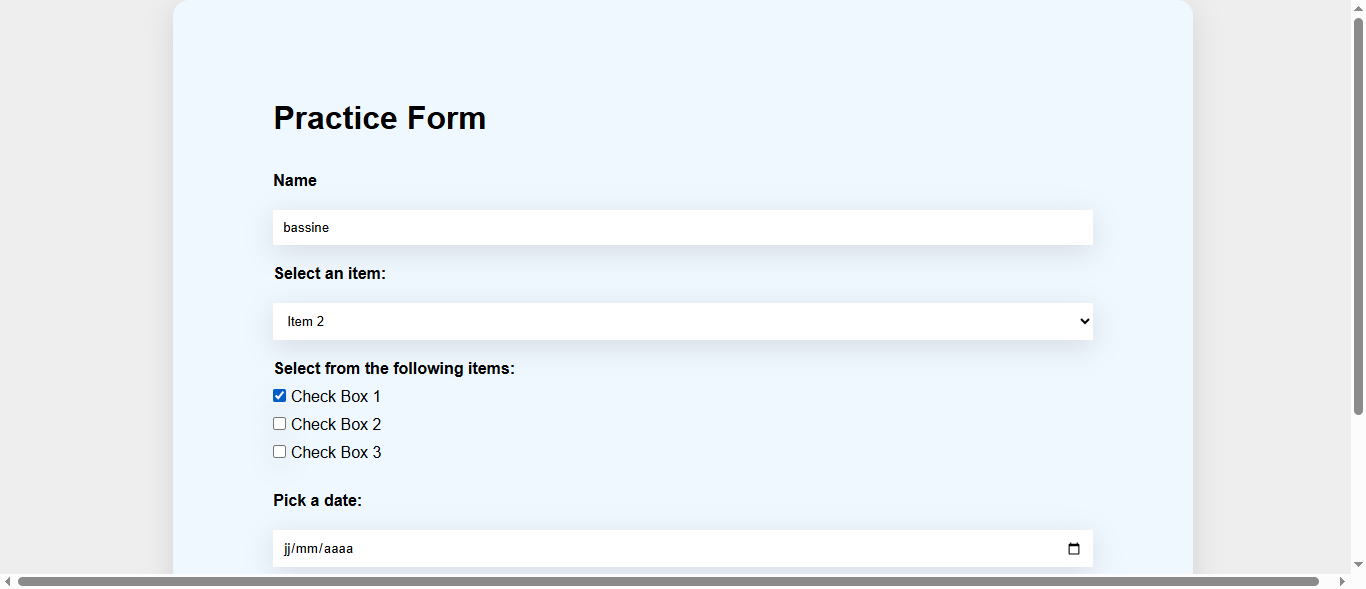 Practice Form
Name
bassine
Select an item:
Item 2
Select from the following items:
Check Box 1
Check Box 2
Check Box 3
Pick a date:
jj/mm/aaaa